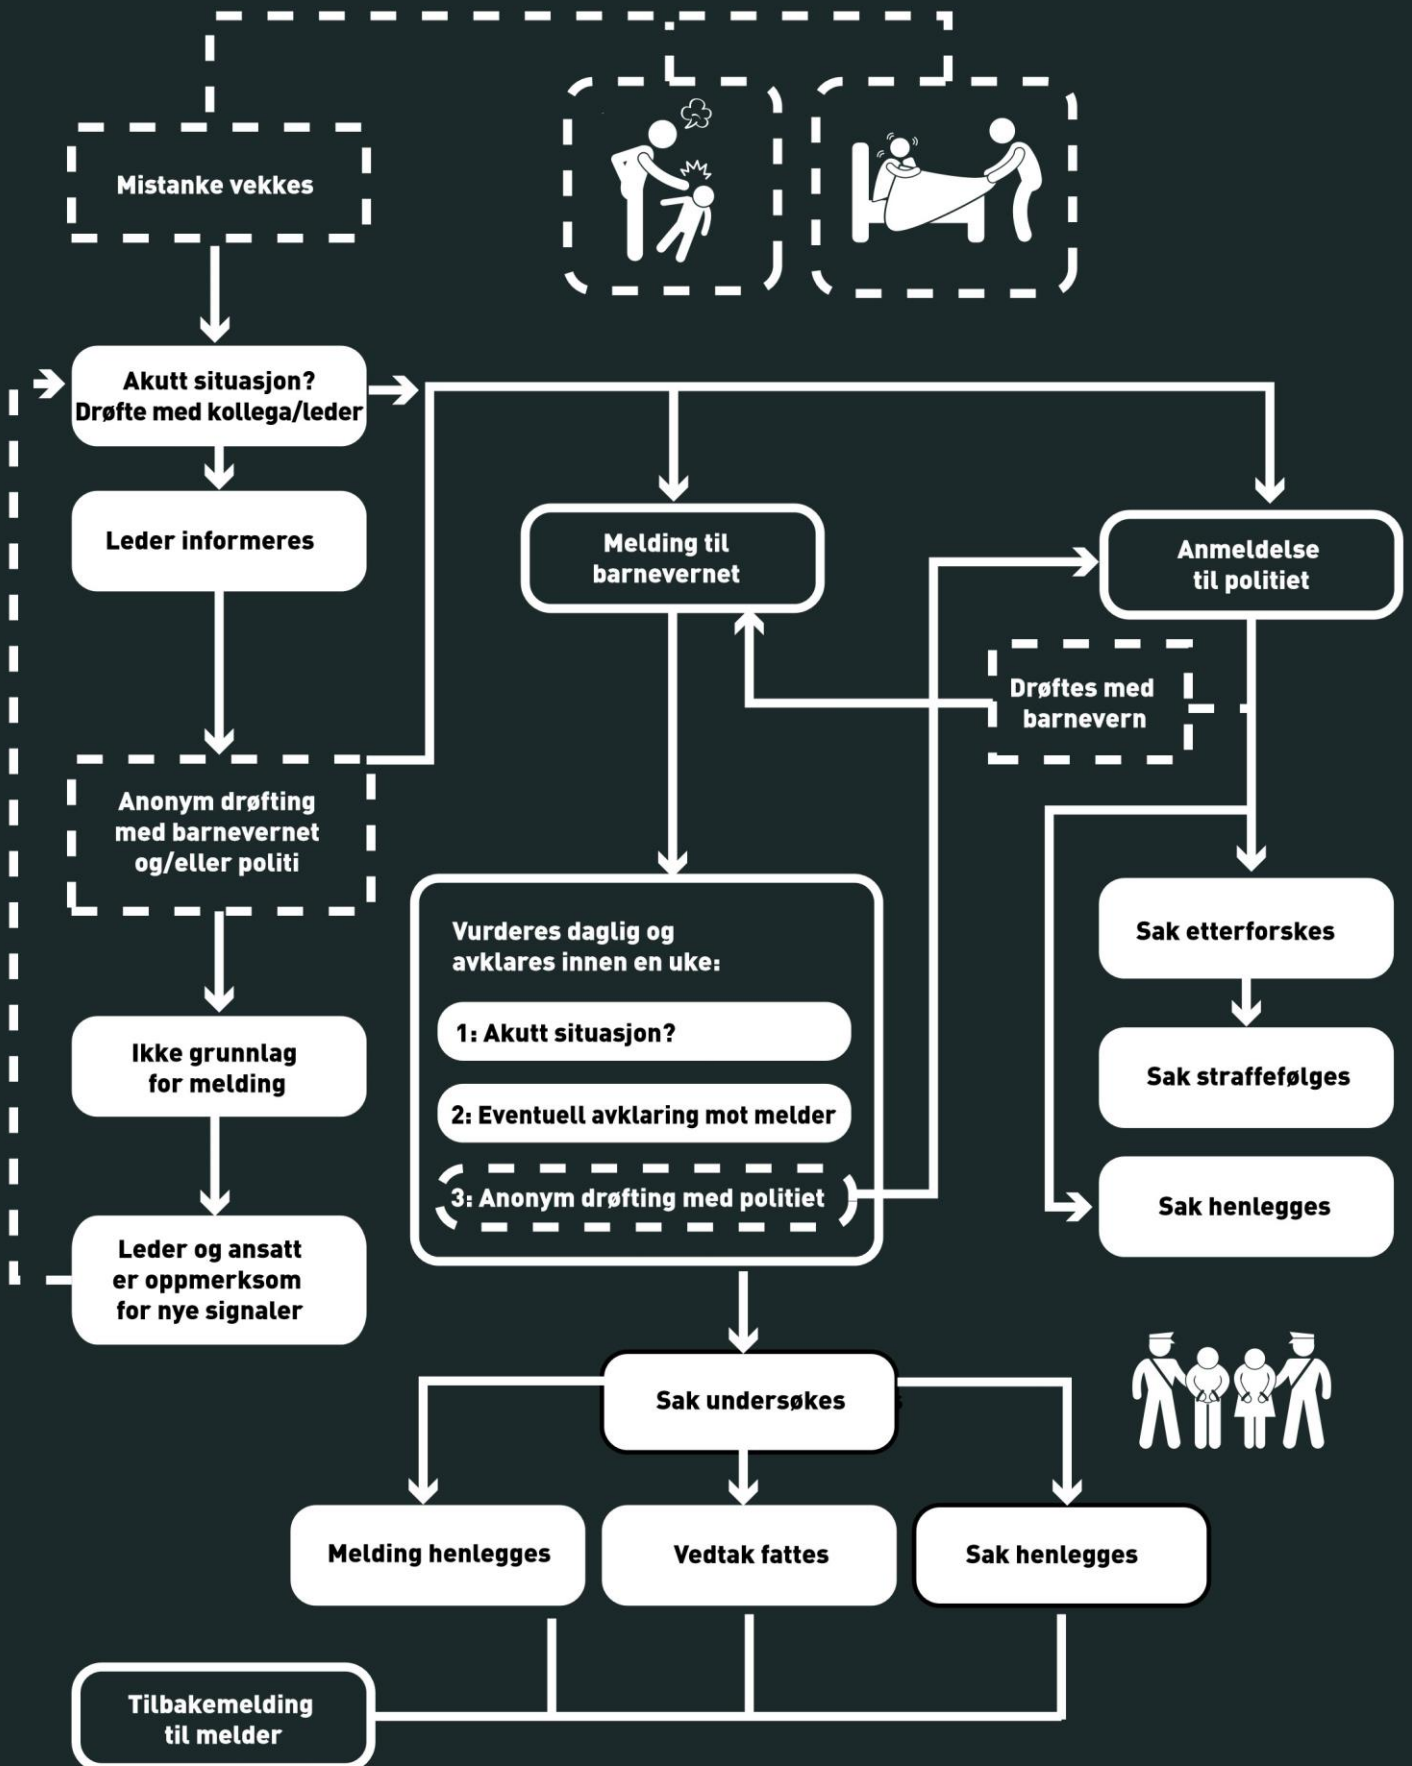 Mistanke vekkes
Akutt situasjon?
Drøfte med kollega/leder
Leder informeres
Anonym drøfting
med barnevernet
og/eller politi
Ikke grunnlag
for melding
Leder og ansatt
er oppmerksom
for nye signaler
Melding til
barnevernet
Anmeldelse
til politiet
Drøftes med
barnevern
Vurderes daglig og
avklares innen en uke:
1: Akutt situasjon?
2: Eventuell avklaring mot melder
3: Anonym drøfting med politiet
Sak etterforskes
Sak straffefølges
Sak henlegges
Sak undersøkes
Melding henlegges
Vedtak fattes
Sak henlegges
Tilbakemelding
til melder